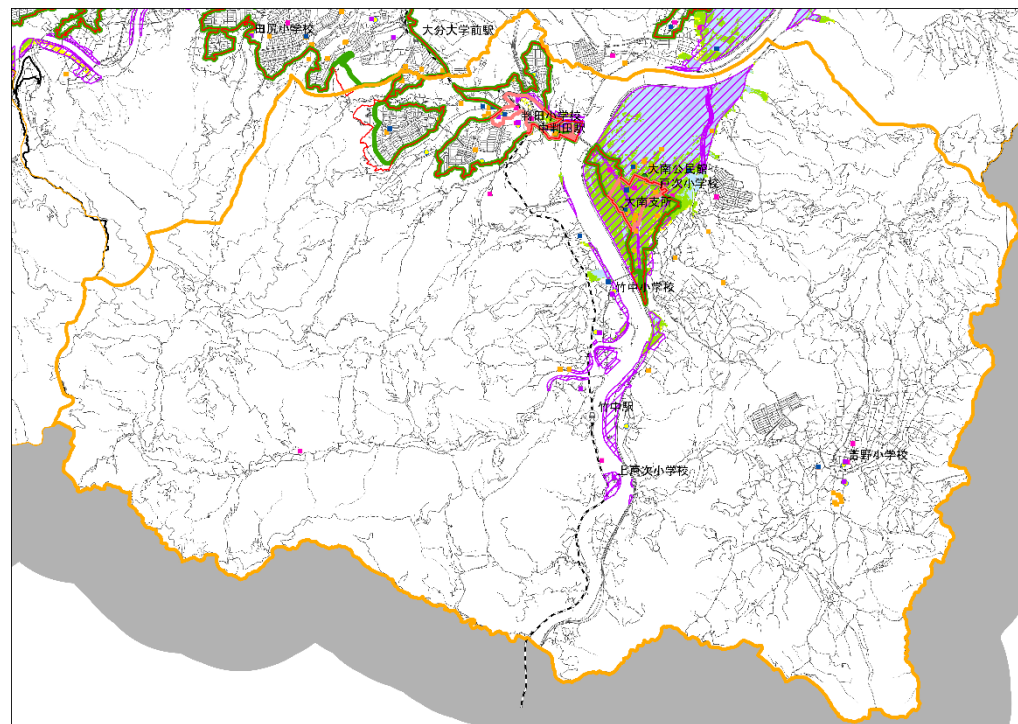 田尻小学校
大分大学前駅
判田小学校
中判田駅
大南公民館
戸次小学校
大南支所
竹中小学校
竹中駅
吉野小学校
上戸次小学校